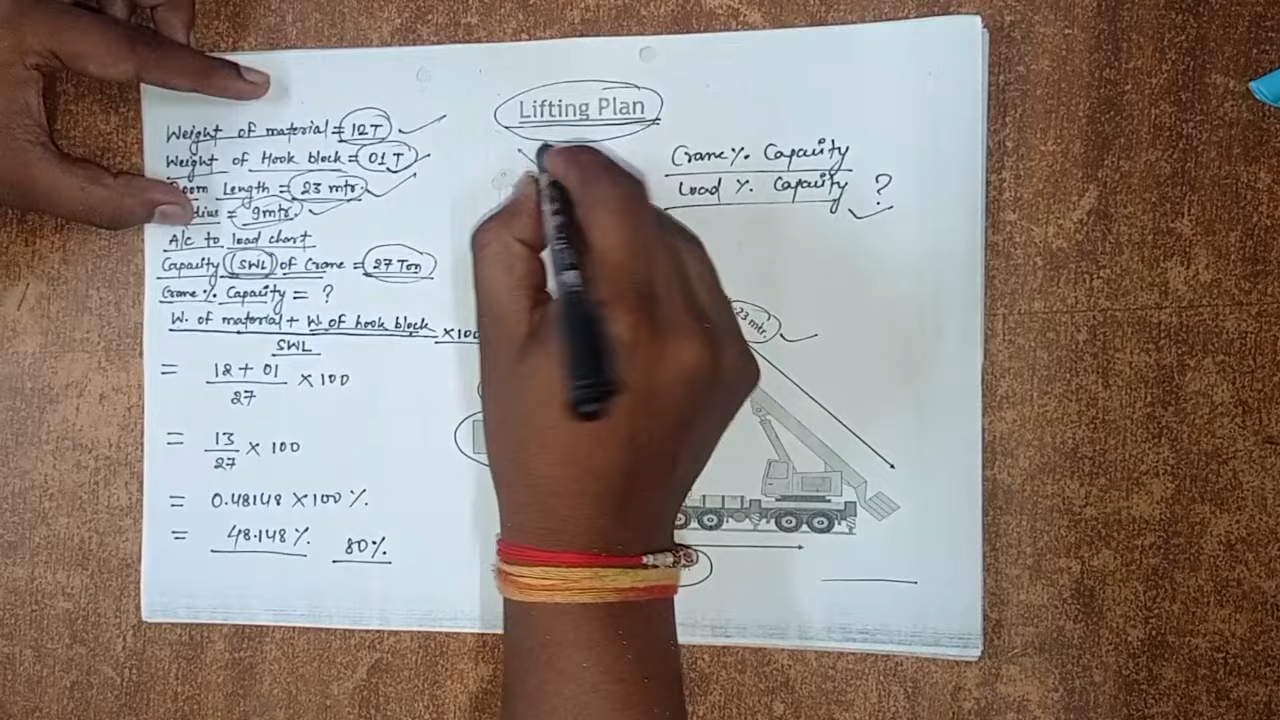 Lifting Plan
Weight of material = 12T
Weight of Hook block = 01 T
Length = 23 mtr.
= 9mtr.
A/c to load chart
Capacity (SWL) of Crane = 27 Ton
Crane %. Capacity = ?
W. of material + W. of hook block × 100
SWL
= 12 + 01 × 100
27
= 13 × 100
27
= 0.48148 × 100 %.
= 48.148 %. 80%.
Crane %. Capacity
Load %. Capacity ?
23 mtr.